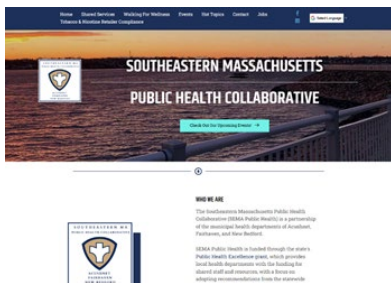 Home Shared Services Walking For Wellness Events Hot Topics Contact Jobs
Tobacco & Nicotine Retailer Compliance
Select Language
SOUTHEASTERN MASSACHUSETTS
PUBLIC HEALTH COLLABORATIVE
Check Out Our Upcoming Events! →
WHO WE ARE
The Southeastern Massachusetts Public Health
Collaborative (SEMA Public Health) is a partnership
of the municipal health departments of Acushnet,
Fairhaven, and New Bedford.
SEMA Public Health is funded through the state's
Public Health Excellence grant, which provides
local health departments with the funding for
shared staff and resources, with a focus on
adopting recommendations from the statewide
SOUTHEASTERN MA
PUBLIC HEALTH COLLABORATIVE
ACUSHNET
FAIRHAVEN
NEW BEDFORD